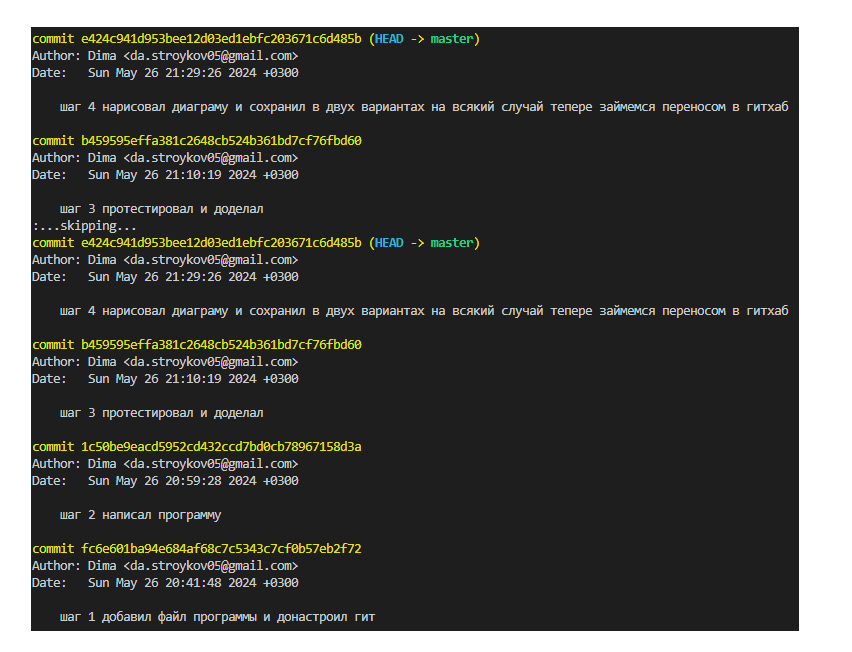 commit e424c941d953bee12d03ed1ebfc203671c6d485b (HEAD -> master)
Author: Dima <da.stroykov05@gmail.com>
Date:   Sun May 26 21:29:26 2024 +0300
шаг 4 нарисовал диаграму и сохранил в двух вариантах на всякий случай тепере займемся переносом в гитхаб
commit b459595effa381c2648cb524b361bd7cf76fbd60
Author: Dima <da.stroykov05@gmail.com>
Date:   Sun May 26 21:10:19 2024 +0300
шаг 3 протестировал и доделал
:...skipping...
commit e424c941d953bee12d03ed1ebfc203671c6d485b (HEAD -> master)
Author: Dima <da.stroykov05@gmail.com>
Date:   Sun May 26 21:29:26 2024 +0300
шаг 4 нарисовал диаграму и сохранил в двух вариантах на всякий случай тепере займемся переносом в гитхаб
commit b459595effa381c2648cb524b361bd7cf76fbd60
Author: Dima <da.stroykov05@gmail.com>
Date:   Sun May 26 21:10:19 2024 +0300
шаг 3 протестировал и доделал
commit 1c50be9eacd5952cd432ccd7bd0cb78967158d3a
Author: Dima <da.stroykov05@gmail.com>
Date:   Sun May 26 20:59:28 2024 +0300
шаг 2 написал программу
commit fc6e601ba94e684af68c7c5343c7cf0b57eb2f72
Author: Dima <da.stroykov05@gmail.com>
Date:   Sun May 26 20:41:48 2024 +0300
шаг 1 добавил файл программы и донастроил гит